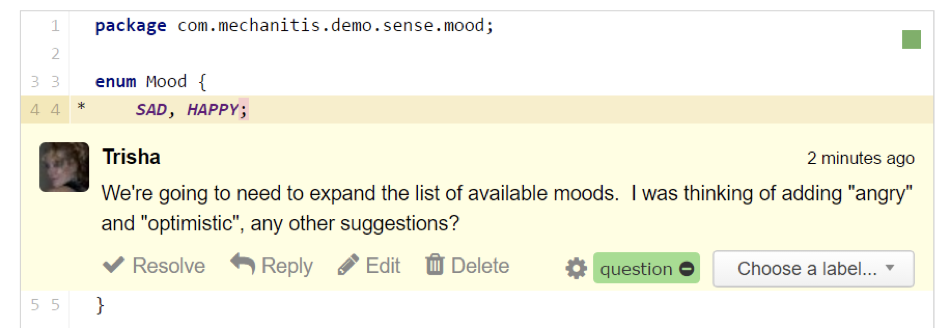 1 package com.mechanitis.demo.sense.mood;
2
3 3 enum Mood {
4 4 * SAD, HAPPY;
Trisha 2 minutes ago
We're going to need to expand the list of available moods. I was thinking of adding "angry"
and "optimistic", any other suggestions?
Resolve Reply Edit Delete question Choose a label...
5 5 }